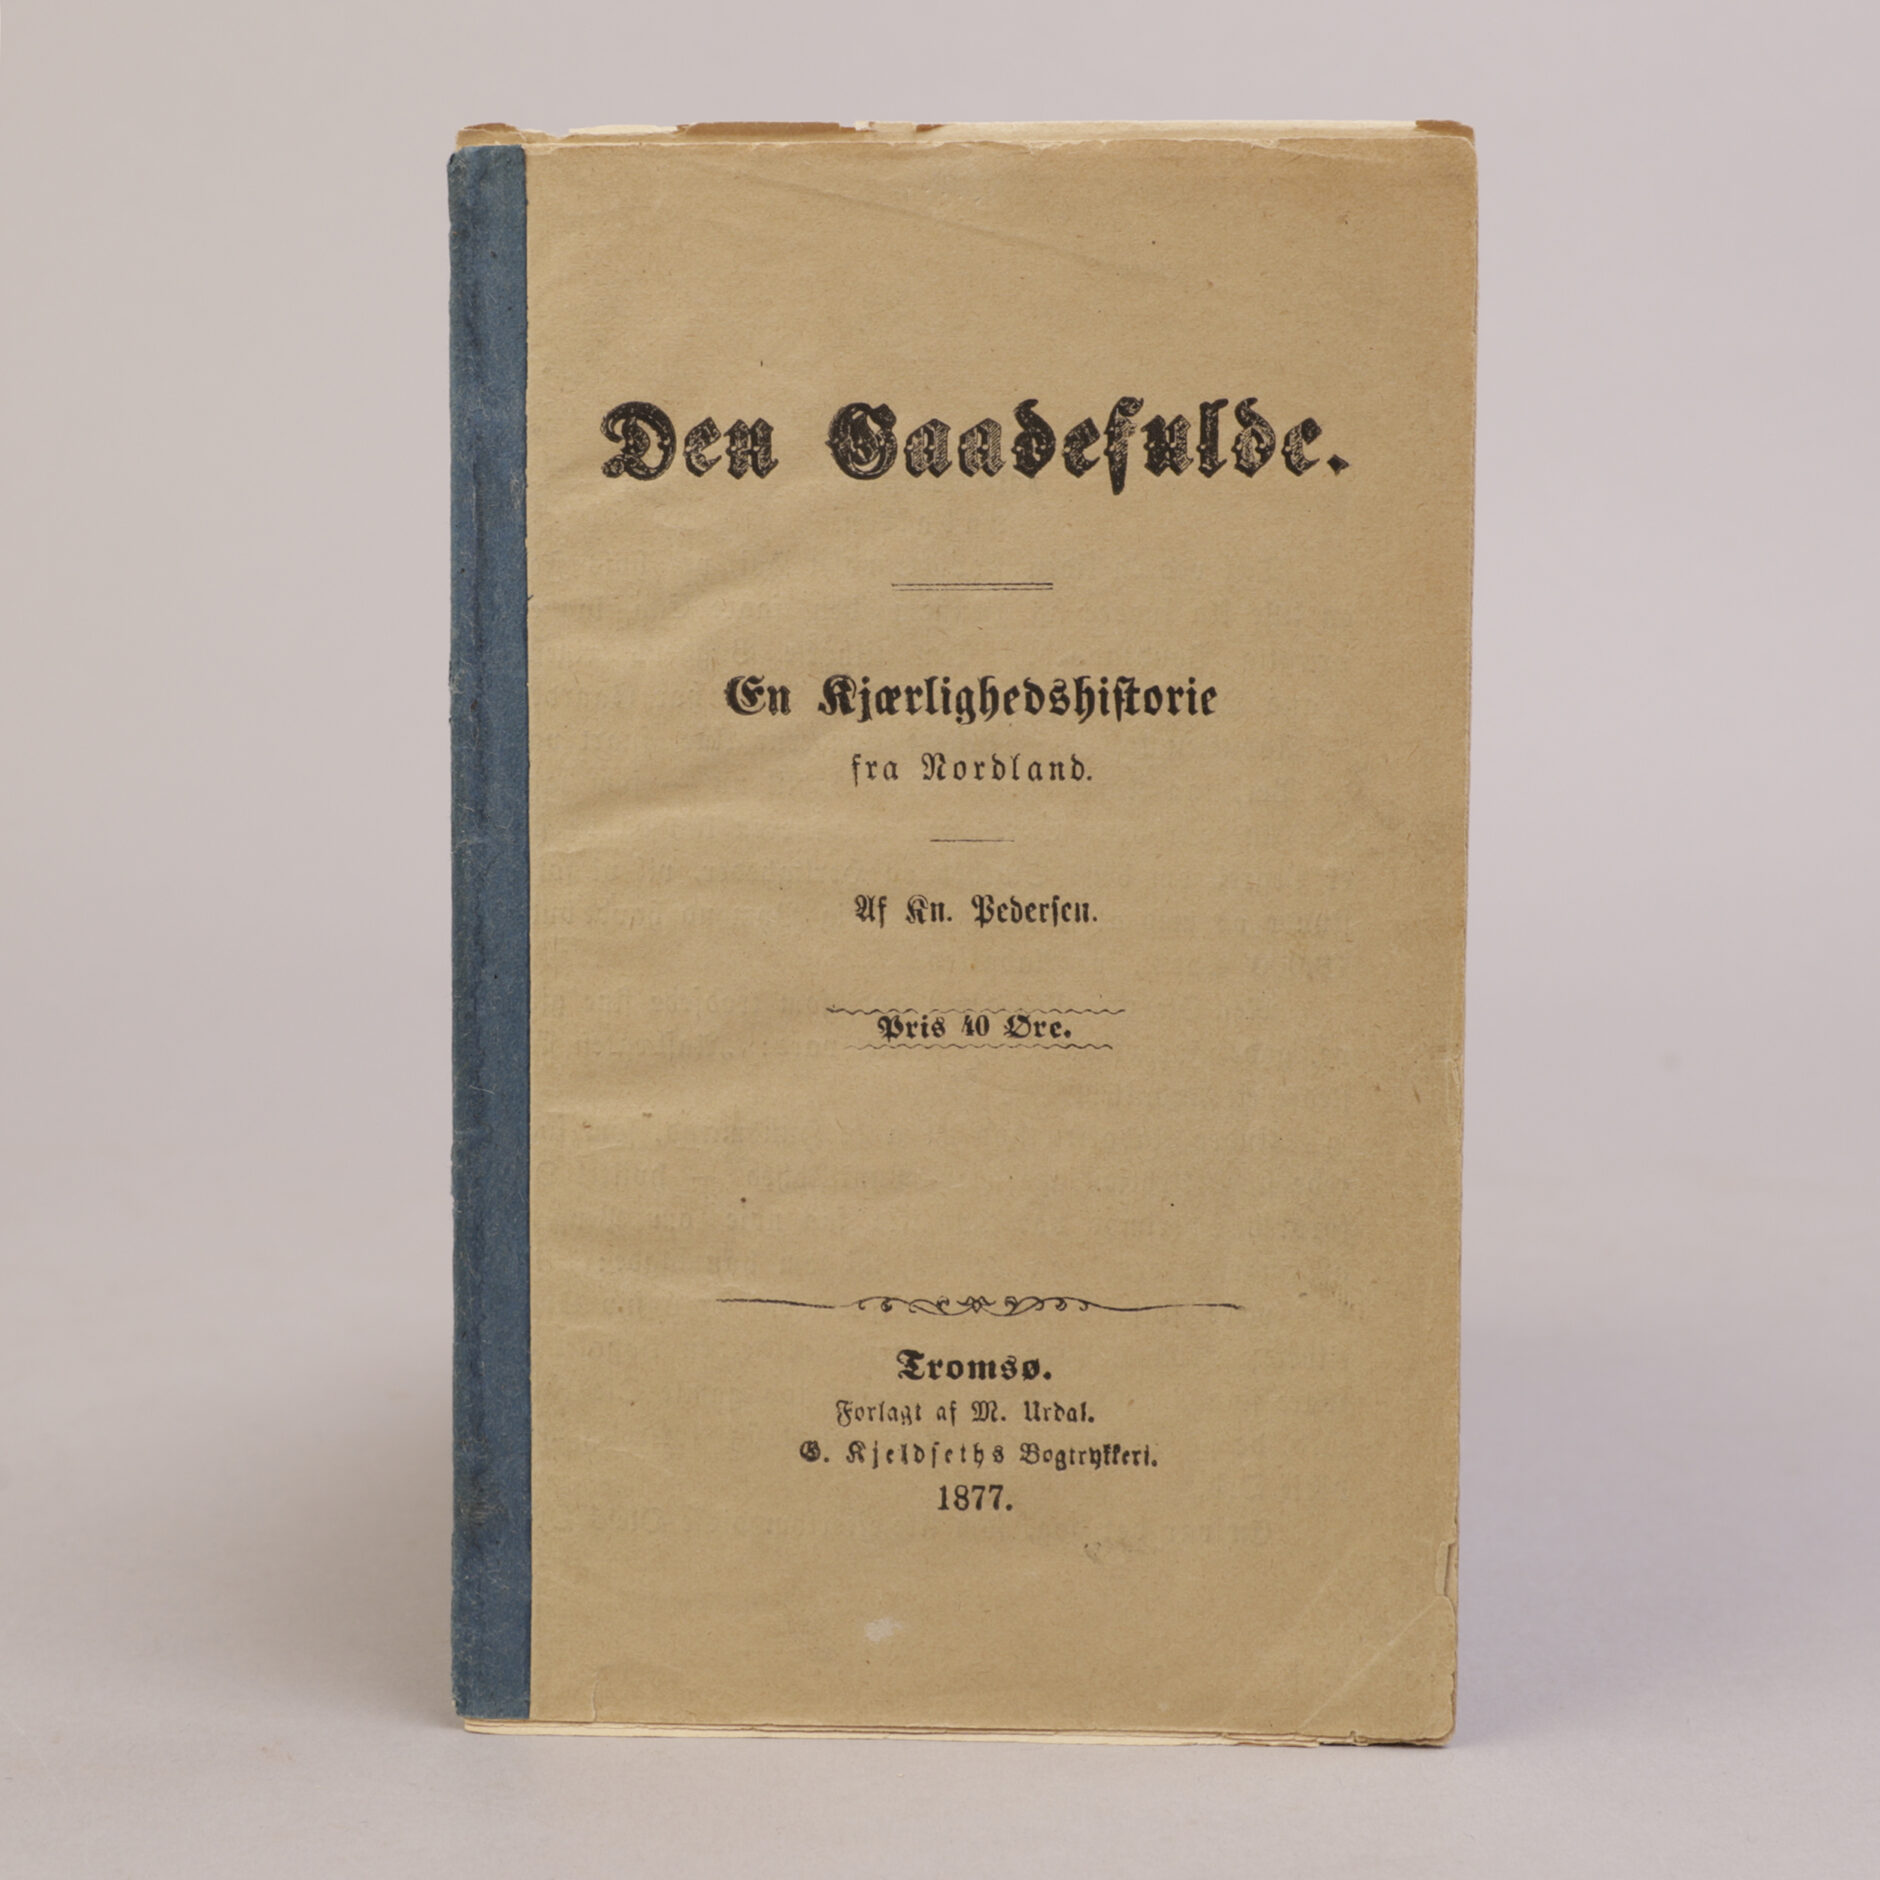 Den Gaadefulde.
En Kjærlighedshistorie
fra Nordland.
Af Kn. Pedersen.
Pris 40 Øre.
Tromsø.
Forlagt af M. Urdal.
G. Kjeldseths Bogtrykkeri.
1877.